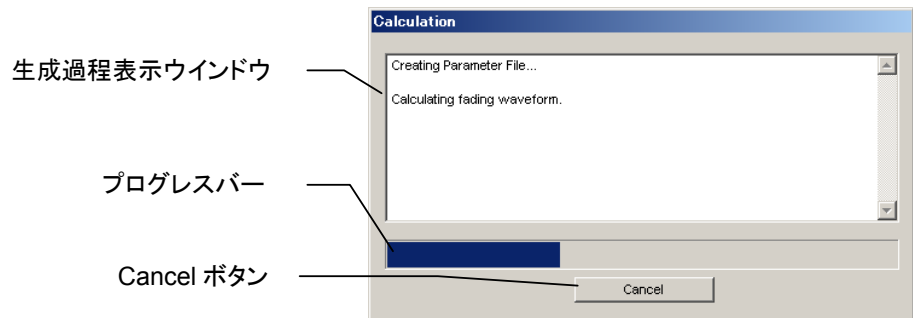 Calculation
生成過程表示ウインドウ
Creating Parameter File...
Calculating fading waveform.
プログレスバー
Cancel ボタン
Cancel